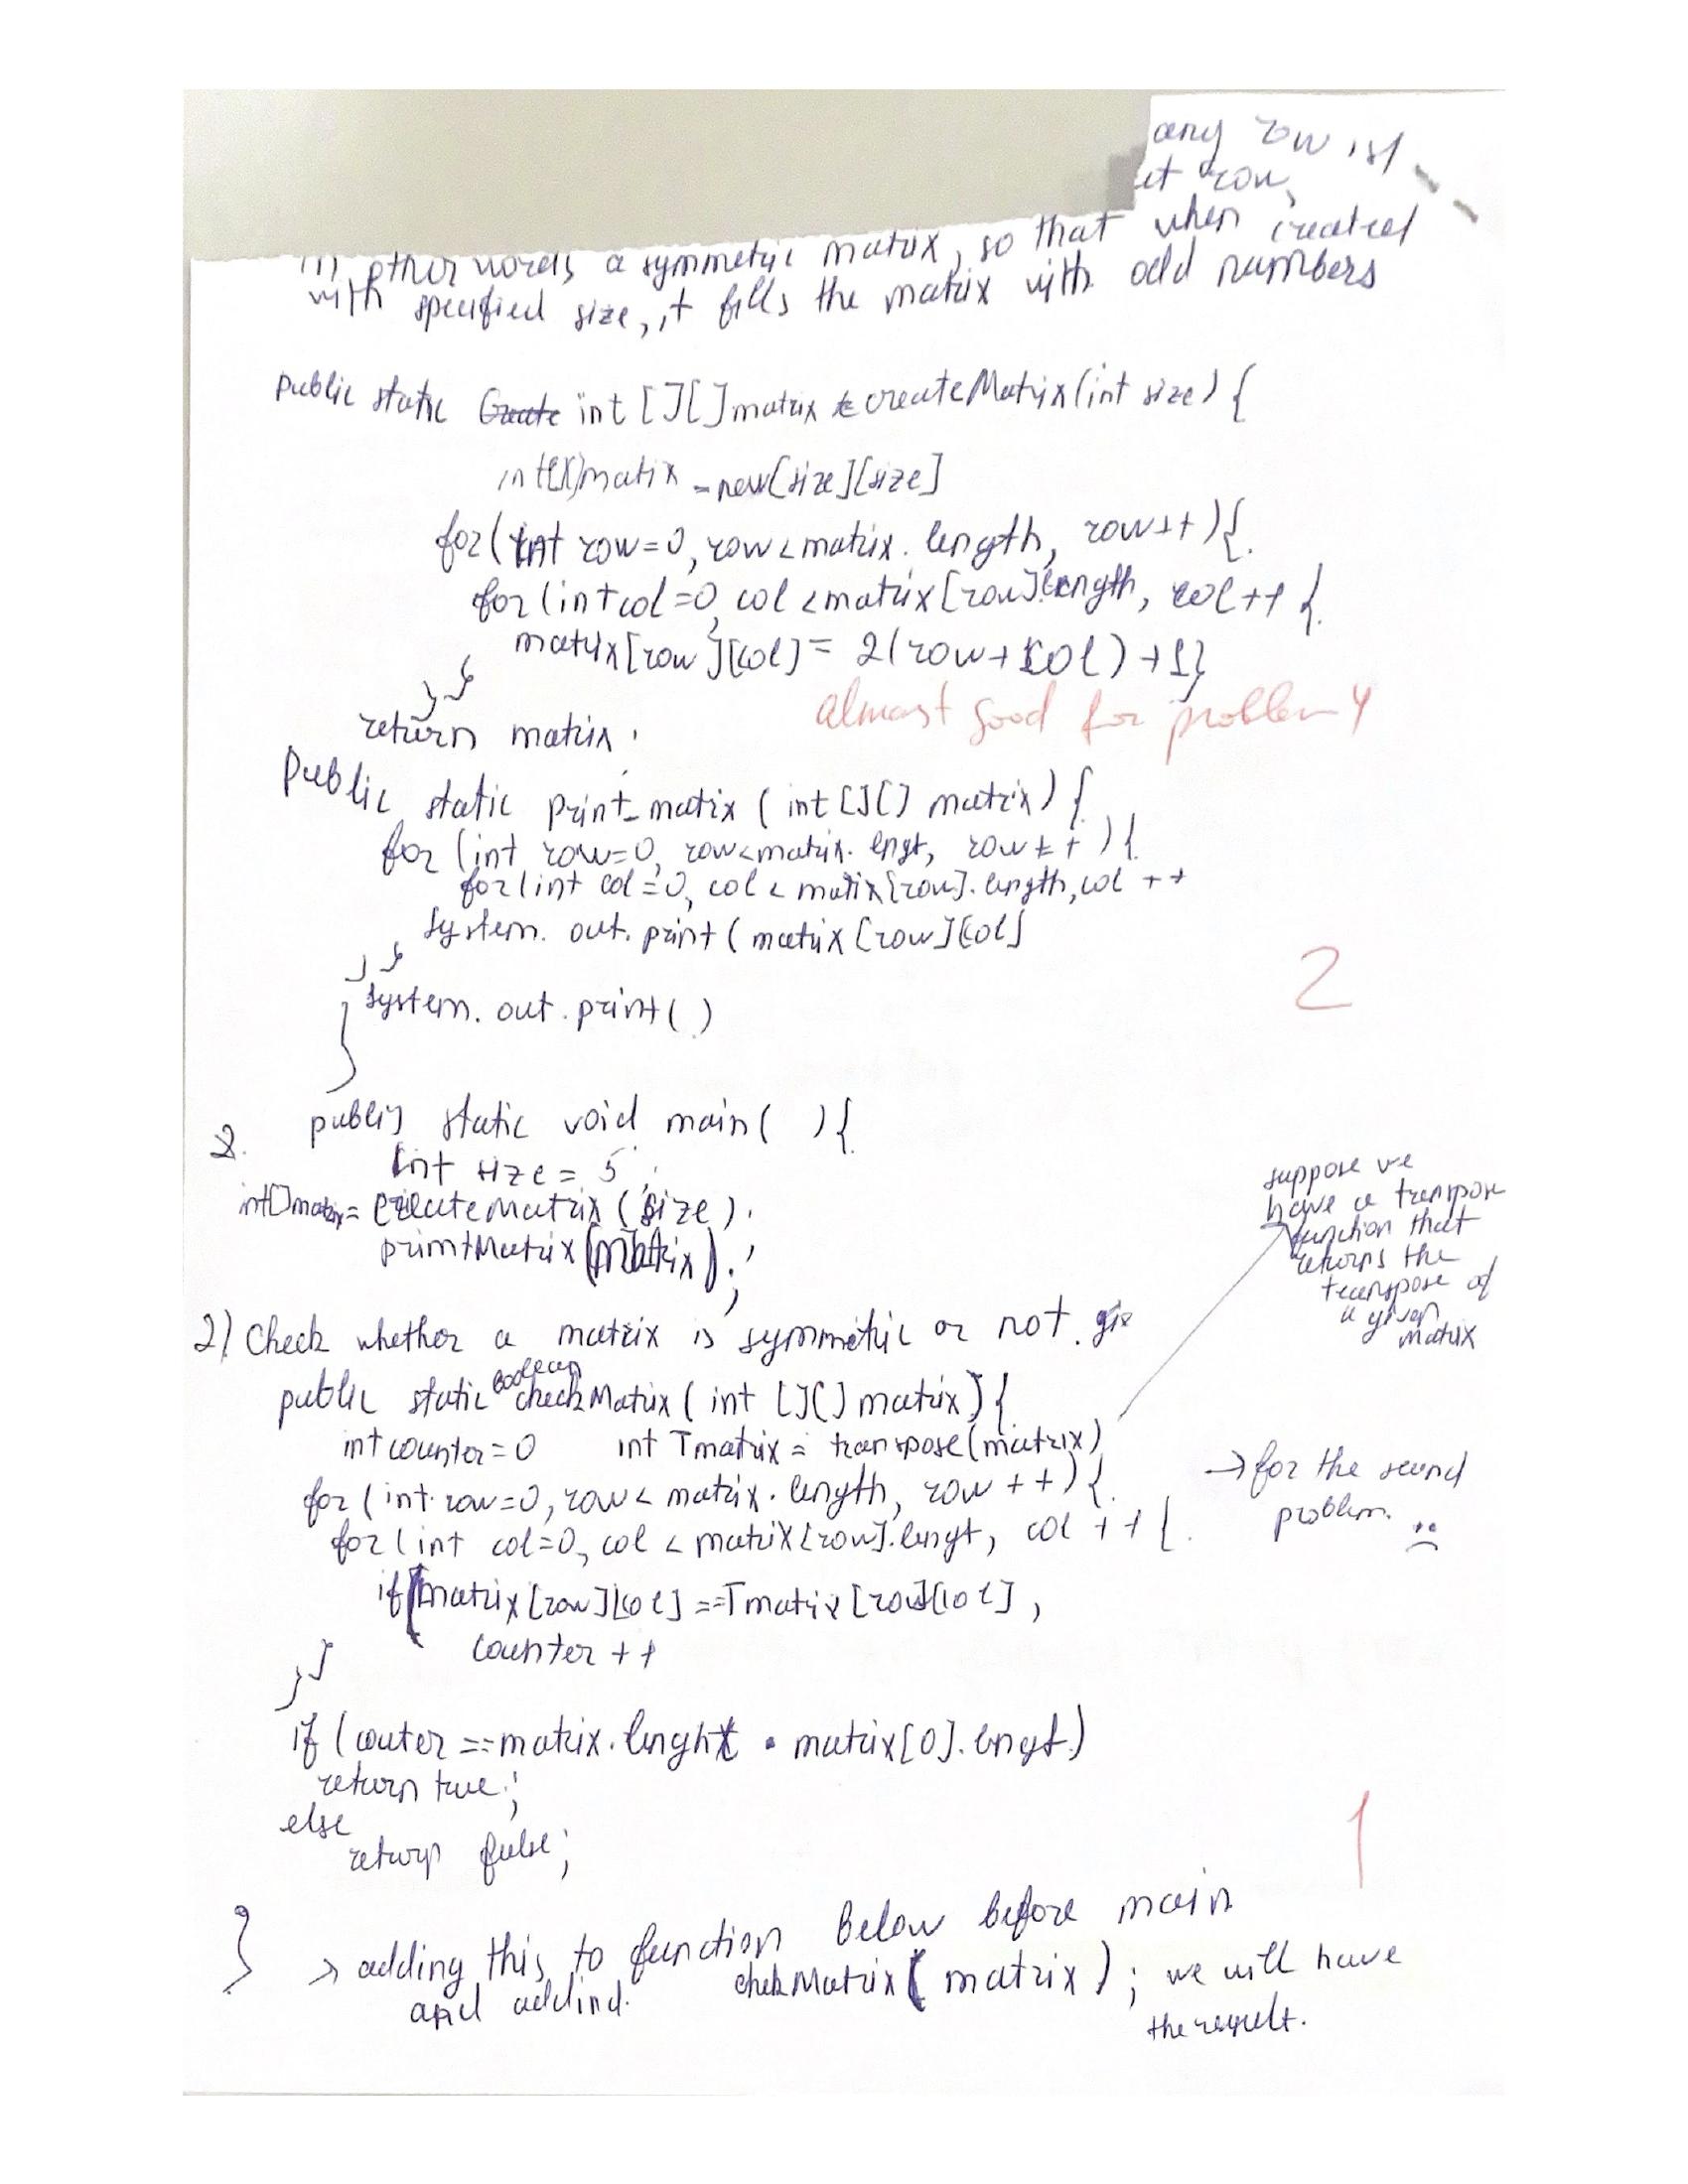 any row is
row,
in other words a symmetric matrix, so that when created
with specified size, it fills the matrix with odd numbers
public static Create int [][] matrix createMatrix(int size) {
int[][]matix = new[size][size]
for(int row=0, row<matrix. length, row++){
for(int col=0, col <matrix[row]length, col++ {
matrix[row][col] = 2(row+col)+1}
}}
return matrix.
almost good for problem 4
Public static print_matix ( int [][] matrix) {
for (int row=0, row<matrix. lengt, row++){
for(int col=0, col < matix[row]. length, col ++
System. out. print ( matrix [row][col]
}}
System. out. print( )
2
}
2. public static void main( ){
int size = 5 ;
int[]matrix= createMatrix (size).
printMatrix (matrix).;
2) Check whether a matrix is symmetric or not.
public static boolean checkMatrix ( int [][] matrix){
int counter=0 int Tmatrix = transpose(matrix)
suppose we
have a transpose
function that
returns the
transpose of
a given
matrix
for ( int row=0, row< matrix. length, row ++){
for ( int col=0, col < matrix[row]. lengt, col ++ {
→ for the second
problem. :(
if(matrix[row][col] ==Tmatrix [row][col],
counter ++
}}
if (couter ==matrix.lenght • matrix[0].lengt)
return true;
else
return false;
1
} → adding this to function Below before main
and addind. chekMatrix( matrix) ; we will have
the result.